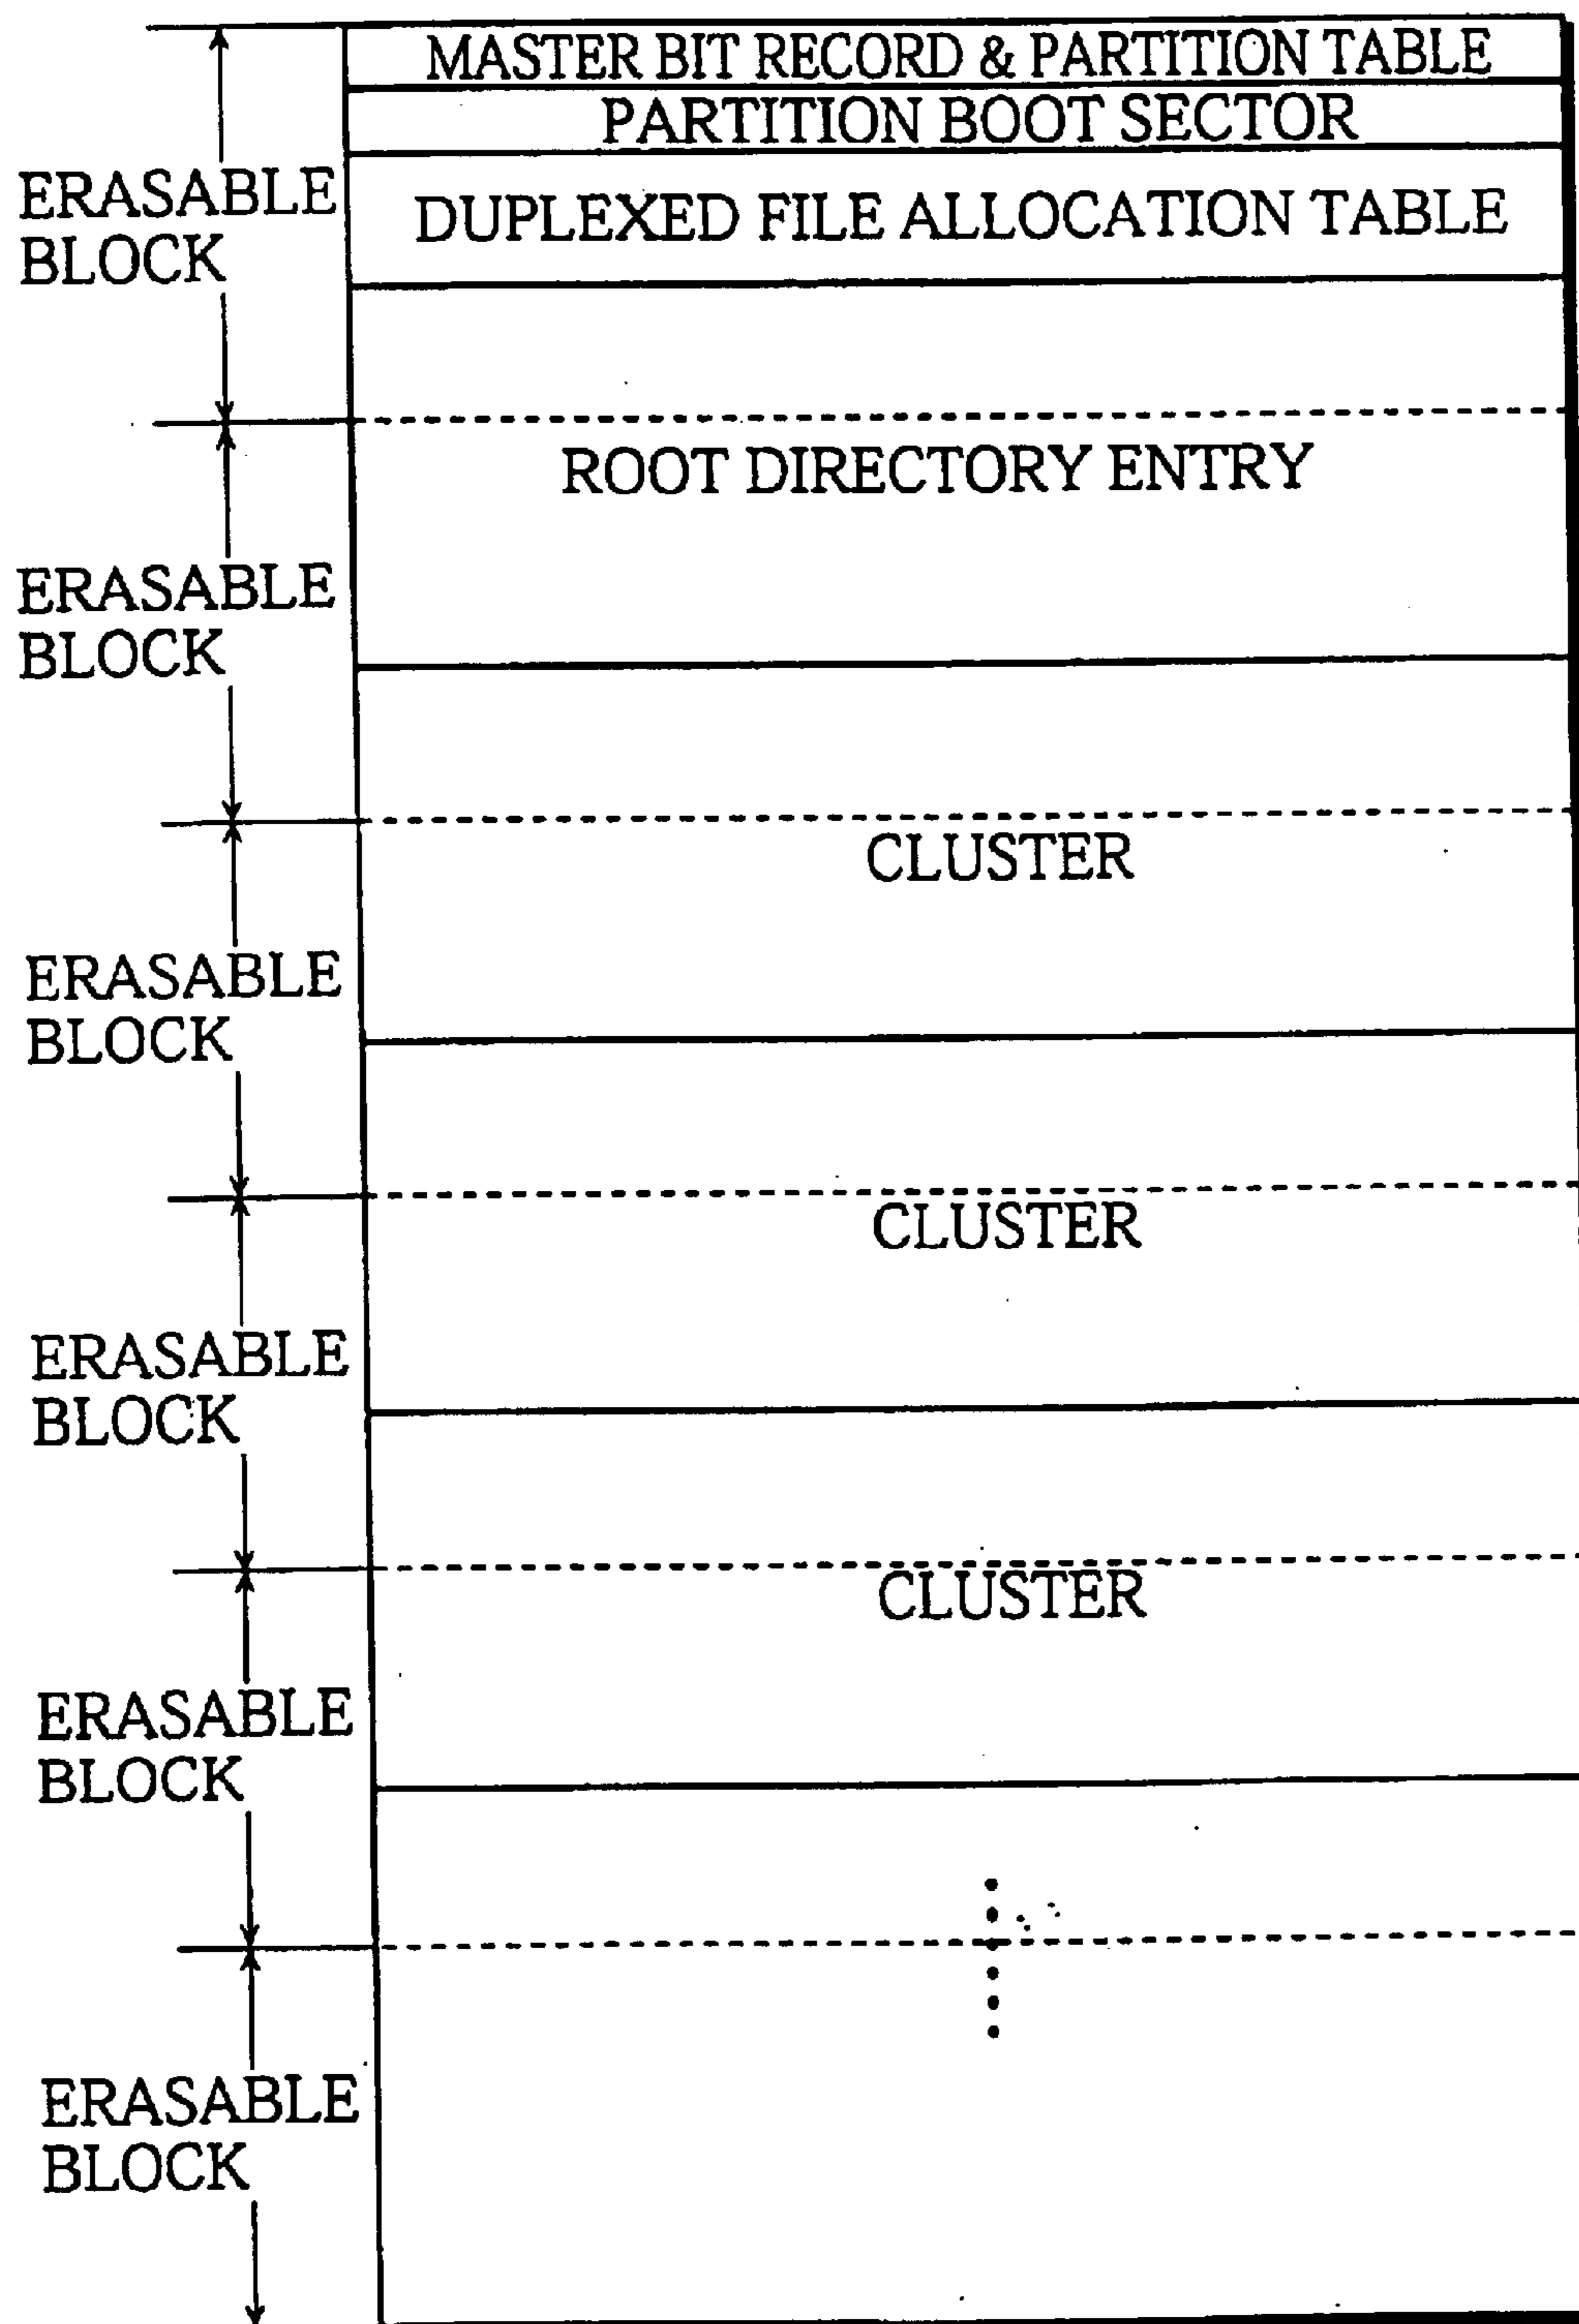 MASTER BIT RECORD & PARTITION TABLE
PARTITION BOOT SECTOR
ERASABLE
BLOCK
DUPLEXED FILE ALLOCATION TABLE
ROOT DIRECTORY ENTRY
ERASABLE
BLOCK
CLUSTER
ERASABLE
BLOCK
CLUSTER
ERASABLE
BLOCK
CLUSTER
ERASABLE
BLOCK
ERASABLE
BLOCK